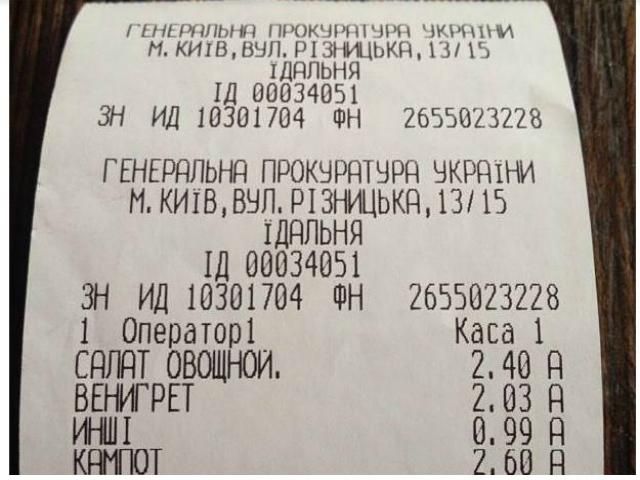 ГЕНЕРАЛЬНА ПРОКУРАТУРА УКРАЇНИ
М. КИЇВ,ВУЛ. РІЗНИЦЬКА,13/15
ЇДАЛЬНЯ
ІД 00034051
ЗН ИД 10301704 ФН 2655023228
ГЕНЕРАЛЬНА ПРОКУРАТУРА УКРАЇНИ
М. КИЇВ,ВУЛ. РІЗНИЦЬКА,13/15
ЇДАЛЬНЯ
ІД 00034051
ЗН ИД 10301704 ФН 2655023228
1 Оператор1 Каса 1
САЛАТ ОВОЩНОЙ. 2.40 А
ВЕНИГРЕТ 2.03 А
ИНШІ 0.99 А
КАМПОТ 2.60 А